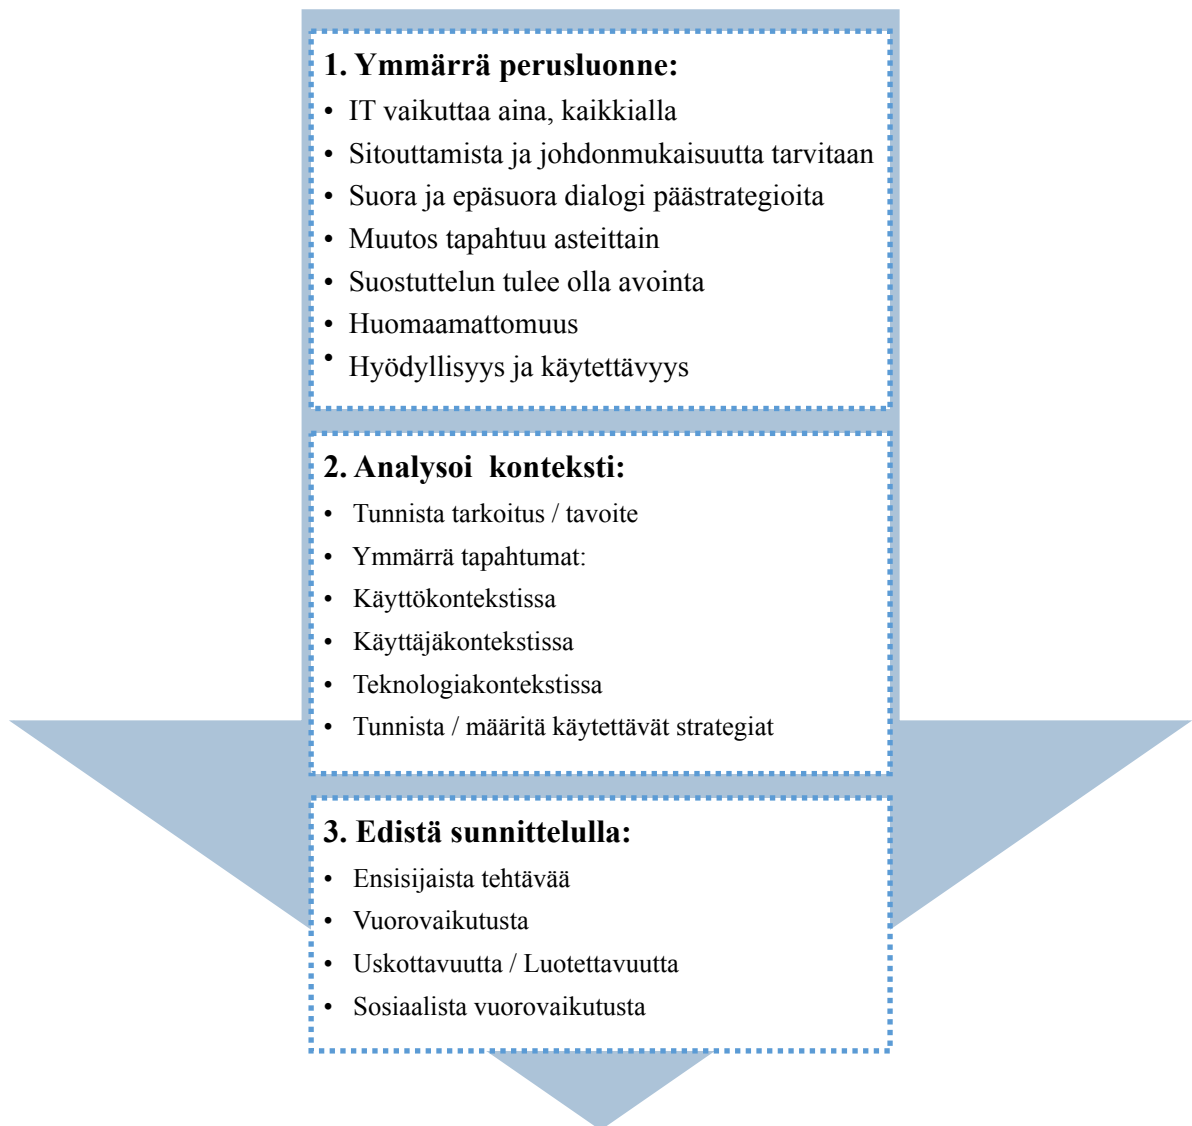 1. Ymmärrä perusluonne:
• IT vaikuttaa aina, kaikkialla
• Sitouttamista ja johdonmukaisuutta tarvitaan
• Suora ja epäsuora dialogi päästrategioita
• Muutos tapahtuu asteittain
• Suostuttelun tulee olla avointa
• Huomaamattomuus
• Hyödyllisyys ja käytettävyys
2. Analysoi konteksti:
• Tunnista tarkoitus / tavoite
• Ymmärrä tapahtumat:
• Käyttökontekstissa
• Käyttäjäkontekstissa
• Teknologiakontekstissa
• Tunnista / määritä käytettävät strategiat
3. Edistä sunnittelulla:
• Ensisijaista tehtävää
• Vuorovaikutusta
• Uskottavuutta / Luotettavuutta
• Sosiaalista vuorovaikutusta